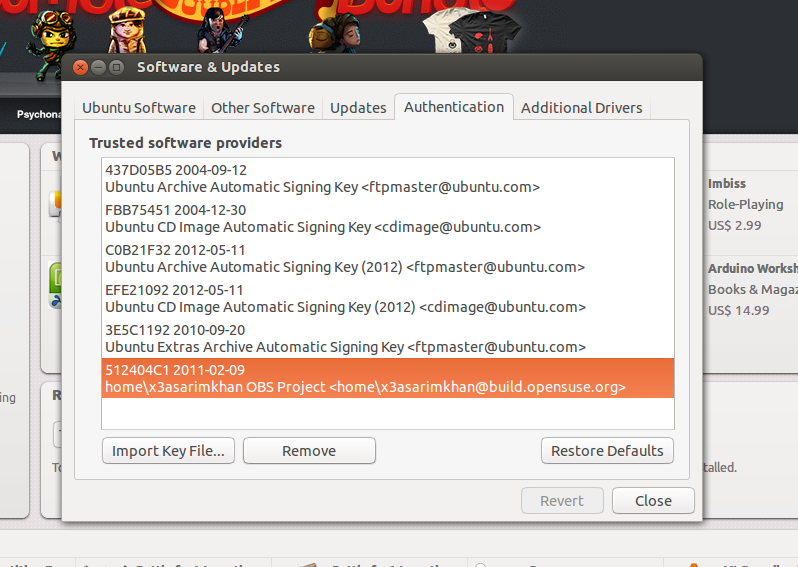 Psychona
Software & Updates
Ubuntu Software
Other Software
Updates
Authentication
Additional Drivers
Trusted software providers
437D05B5 2004-09-12
Ubuntu Archive Automatic Signing Key <ftpmaster@ubuntu.com>
FBB75451 2004-12-30
Ubuntu CD Image Automatic Signing Key <cdimage@ubuntu.com>
C0B21F32 2012-05-11
Ubuntu Archive Automatic Signing Key (2012) <ftpmaster@ubuntu.com>
EFE21092 2012-05-11
Ubuntu CD Image Automatic Signing Key (2012) <cdimage@ubuntu.com>
3E5C1192 2010-09-20
Ubuntu Extras Archive Automatic Signing Key <ftpmaster@ubuntu.com>
512404C1 2011-02-09
home\x3asarimkhan OBS Project <home\x3asarimkhan@build.opensuse.org>
Import Key File...
Remove
Restore Defaults
Revert
Close
Imbiss
Role-Playing
US$ 2.99
Arduino Worksh
Books & Magaz
US$ 14.99
ing
To
talled.